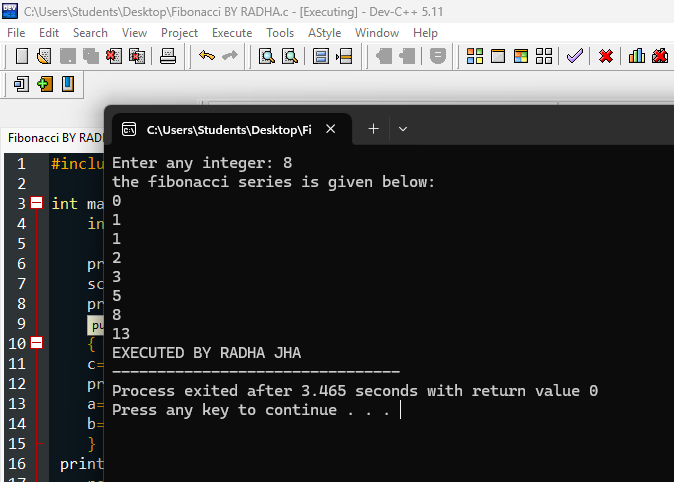 C:\Users\Students\Desktop\Fibonacci BY RADHA.c - [Executing] - Dev-C++ 5.11
File Edit Search View Project Execute Tools AStyle Window Help
C:\Users\Students\Desktop\Fi
Fibonacci BY RAD
1 #inclu
2
3 int ma
4 in
5
6 pr
7 sc
8 pr
9 pu
10 {
11 c=
12 pr
13 a=
14 b=
15 }
16 print
17
Enter any integer: 8
the fibonacci series is given below:
0
1
1
2
3
5
8
13
EXECUTED BY RADHA JHA
--------------------------------
Process exited after 3.465 seconds with return value 0
Press any key to continue . . .